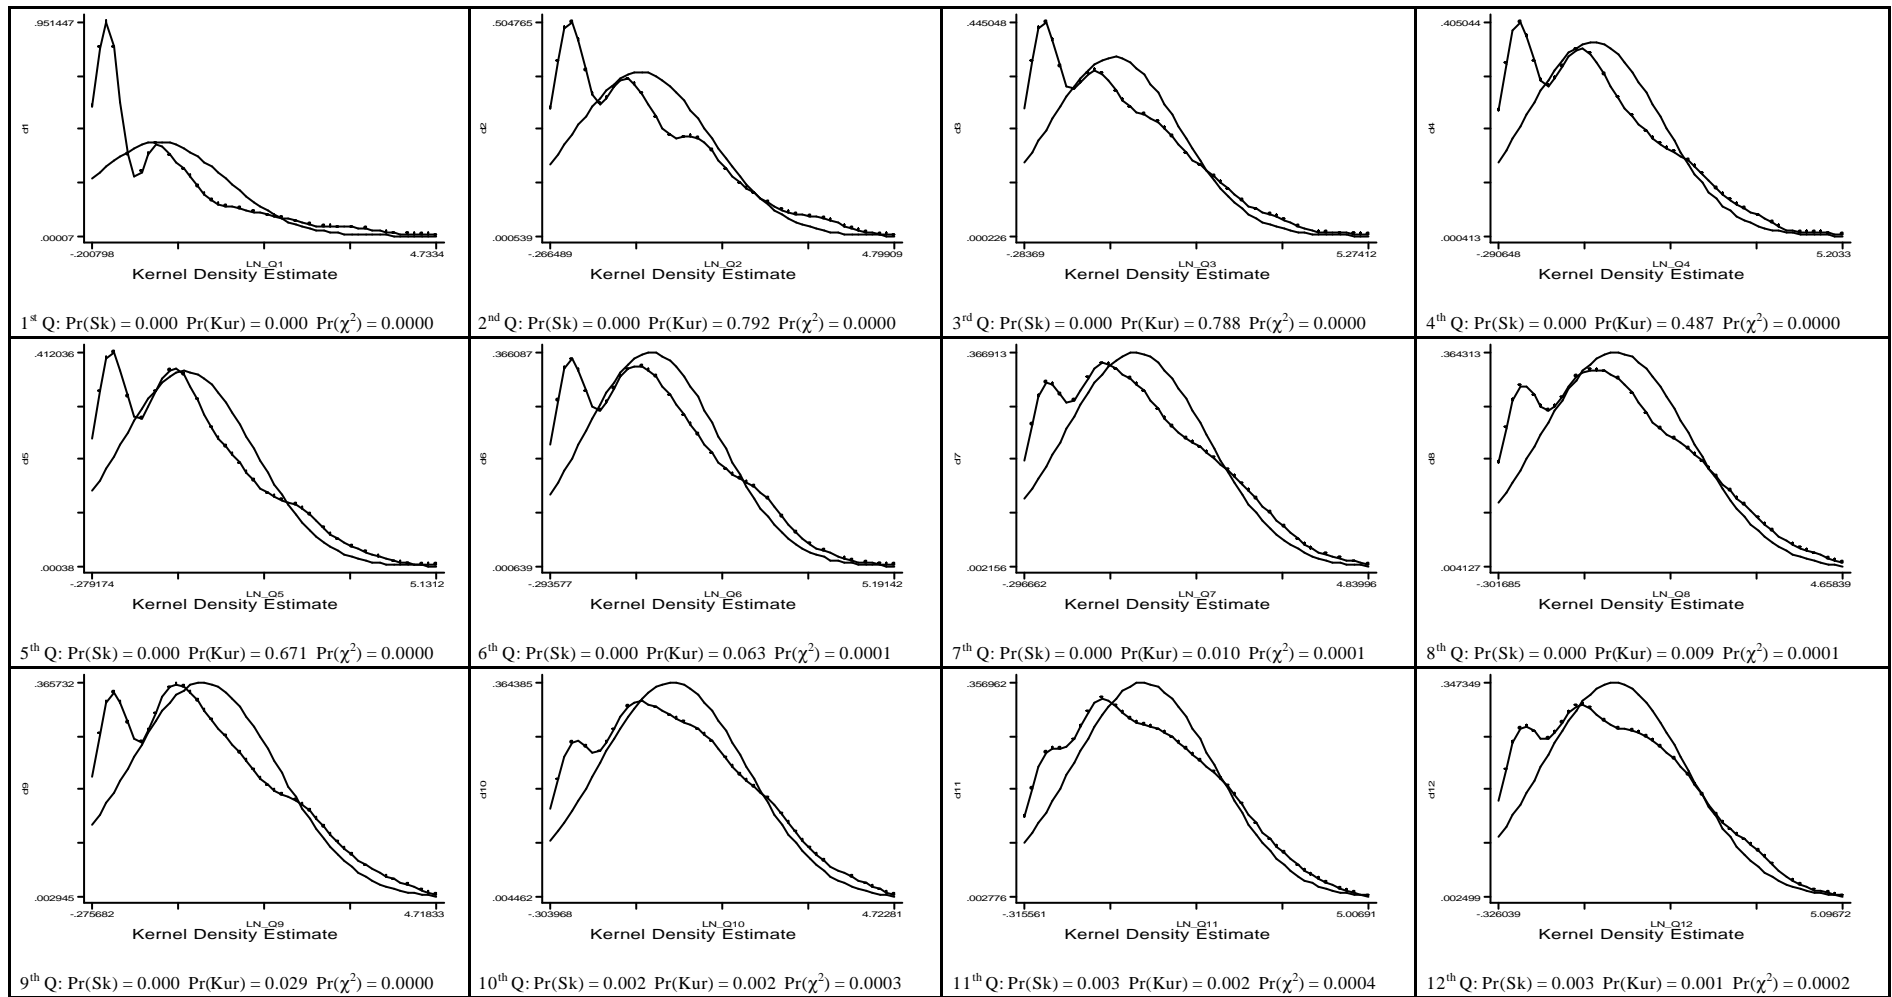 .951447
d1
.00007
-.200798
4.7334
LN_Q1
Kernel Density Estimate
1st Q: Pr(Sk) = 0.000 Pr(Kur) = 0.000 Pr(χ2) = 0.0000
.504765
d2
.000539
-.266489
4.79909
LN_Q2
Kernel Density Estimate
2nd Q: Pr(Sk) = 0.000 Pr(Kur) = 0.792 Pr(χ2) = 0.0000
.445048
d3
.000226
-.28369
5.27412
LN_Q3
Kernel Density Estimate
3rd Q: Pr(Sk) = 0.000 Pr(Kur) = 0.788 Pr(χ2) = 0.0000
.405044
d4
.000413
-.290648
5.2033
LN_Q4
Kernel Density Estimate
4th Q: Pr(Sk) = 0.000 Pr(Kur) = 0.487 Pr(χ2) = 0.0000
.412036
d5
.00038
-.279174
5.1312
LN_Q5
Kernel Density Estimate
5th Q: Pr(Sk) = 0.000 Pr(Kur) = 0.671 Pr(χ2) = 0.0000
.366087
d6
.000639
-.293577
5.19142
LN_Q6
Kernel Density Estimate
6th Q: Pr(Sk) = 0.000 Pr(Kur) = 0.063 Pr(χ2) = 0.0001
.366913
d7
.002156
-.296662
4.83996
LN_Q7
Kernel Density Estimate
7th Q: Pr(Sk) = 0.000 Pr(Kur) = 0.010 Pr(χ2) = 0.0001
.364313
d8
.004127
-.301685
4.65839
LN_Q8
Kernel Density Estimate
8th Q: Pr(Sk) = 0.000 Pr(Kur) = 0.009 Pr(χ2) = 0.0001
.365732
d9
.002945
-.275682
4.71833
LN_Q9
Kernel Density Estimate
9th Q: Pr(Sk) = 0.000 Pr(Kur) = 0.029 Pr(χ2) = 0.0000
.364385
d10
.004462
-.303968
4.72281
LN_Q10
Kernel Density Estimate
10th Q: Pr(Sk) = 0.002 Pr(Kur) = 0.002 Pr(χ2) = 0.0003
.356962
d11
.002776
-.315561
5.00691
LN_Q11
Kernel Density Estimate
11th Q: Pr(Sk) = 0.003 Pr(Kur) = 0.002 Pr(χ2) = 0.0004
.347349
d12
.002499
-.326039
5.09672
LN_Q12
Kernel Density Estimate
12th Q: Pr(Sk) = 0.003 Pr(Kur) = 0.001 Pr(χ2) = 0.0002